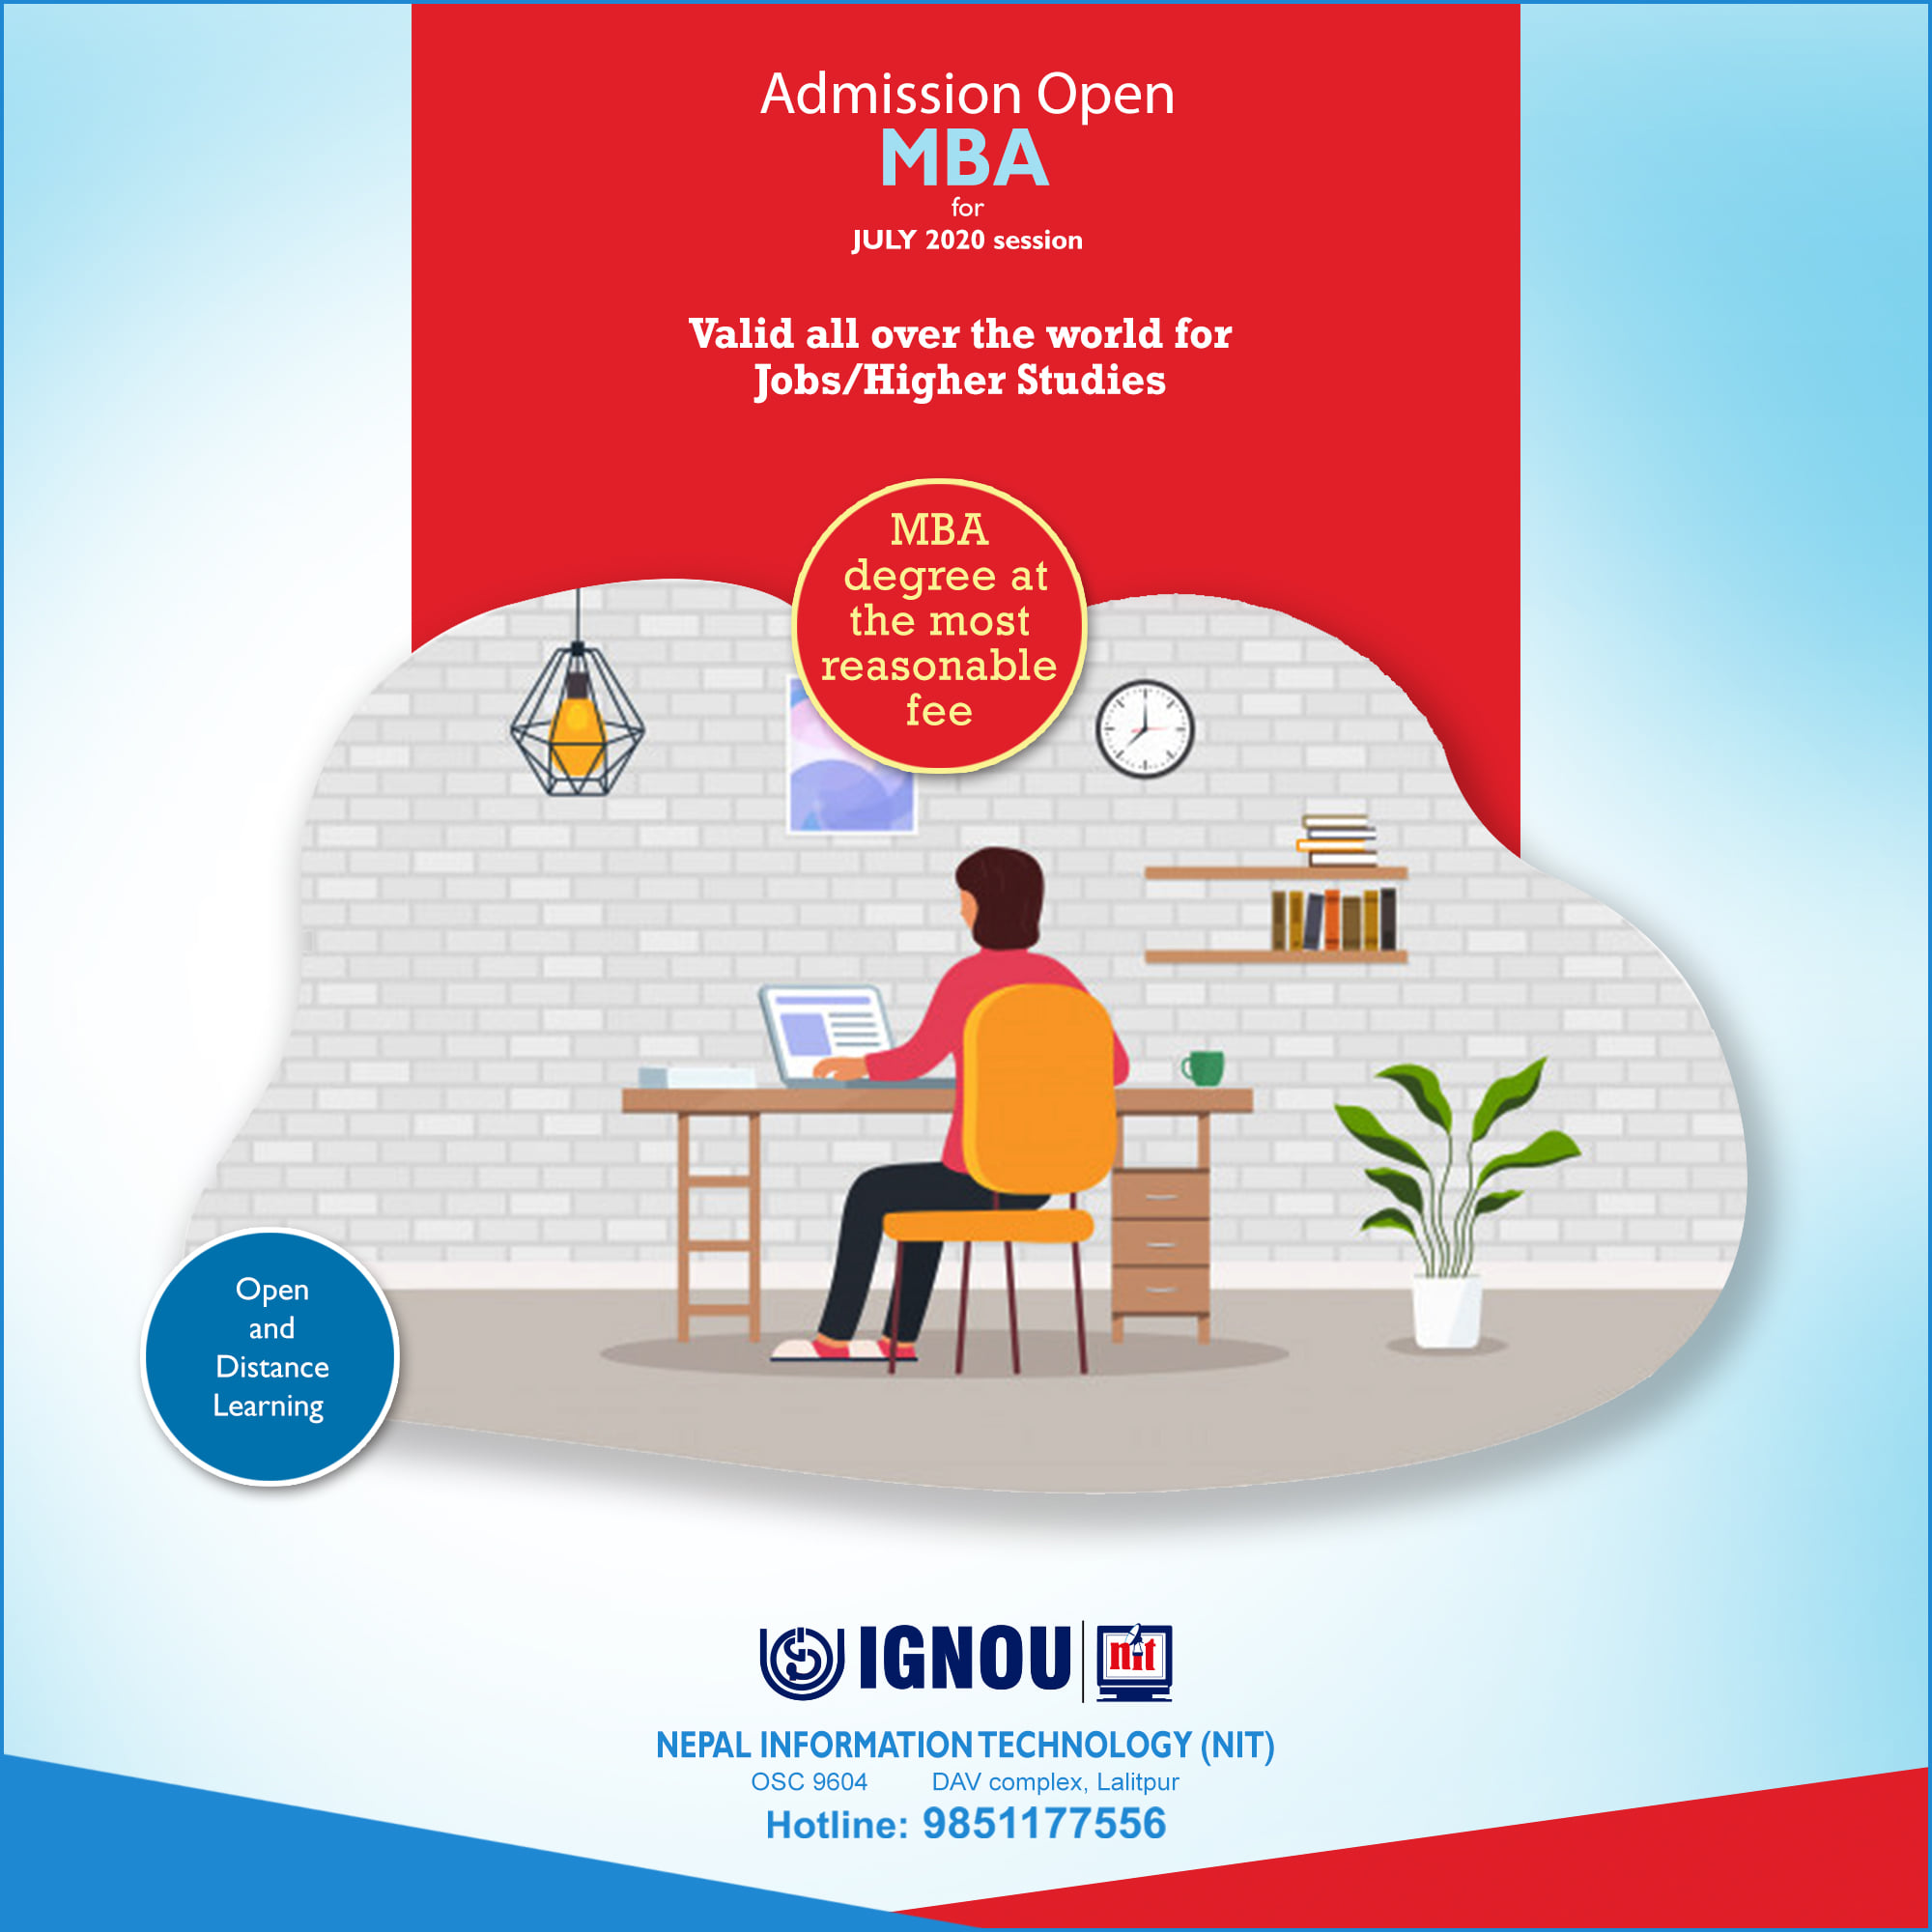 Admission Open
MBA
for
JULY 2020 session
Valid all over the world for
Jobs/Higher Studies
MBA
degree at
the most
reasonable
fee
Open
and
Distance
Learning
IGNOU nit
NEPAL INFORMATION TECHNOLOGY (NIT)
OSC 9604 DAV complex, Lalitpur
Hotline: 9851177556